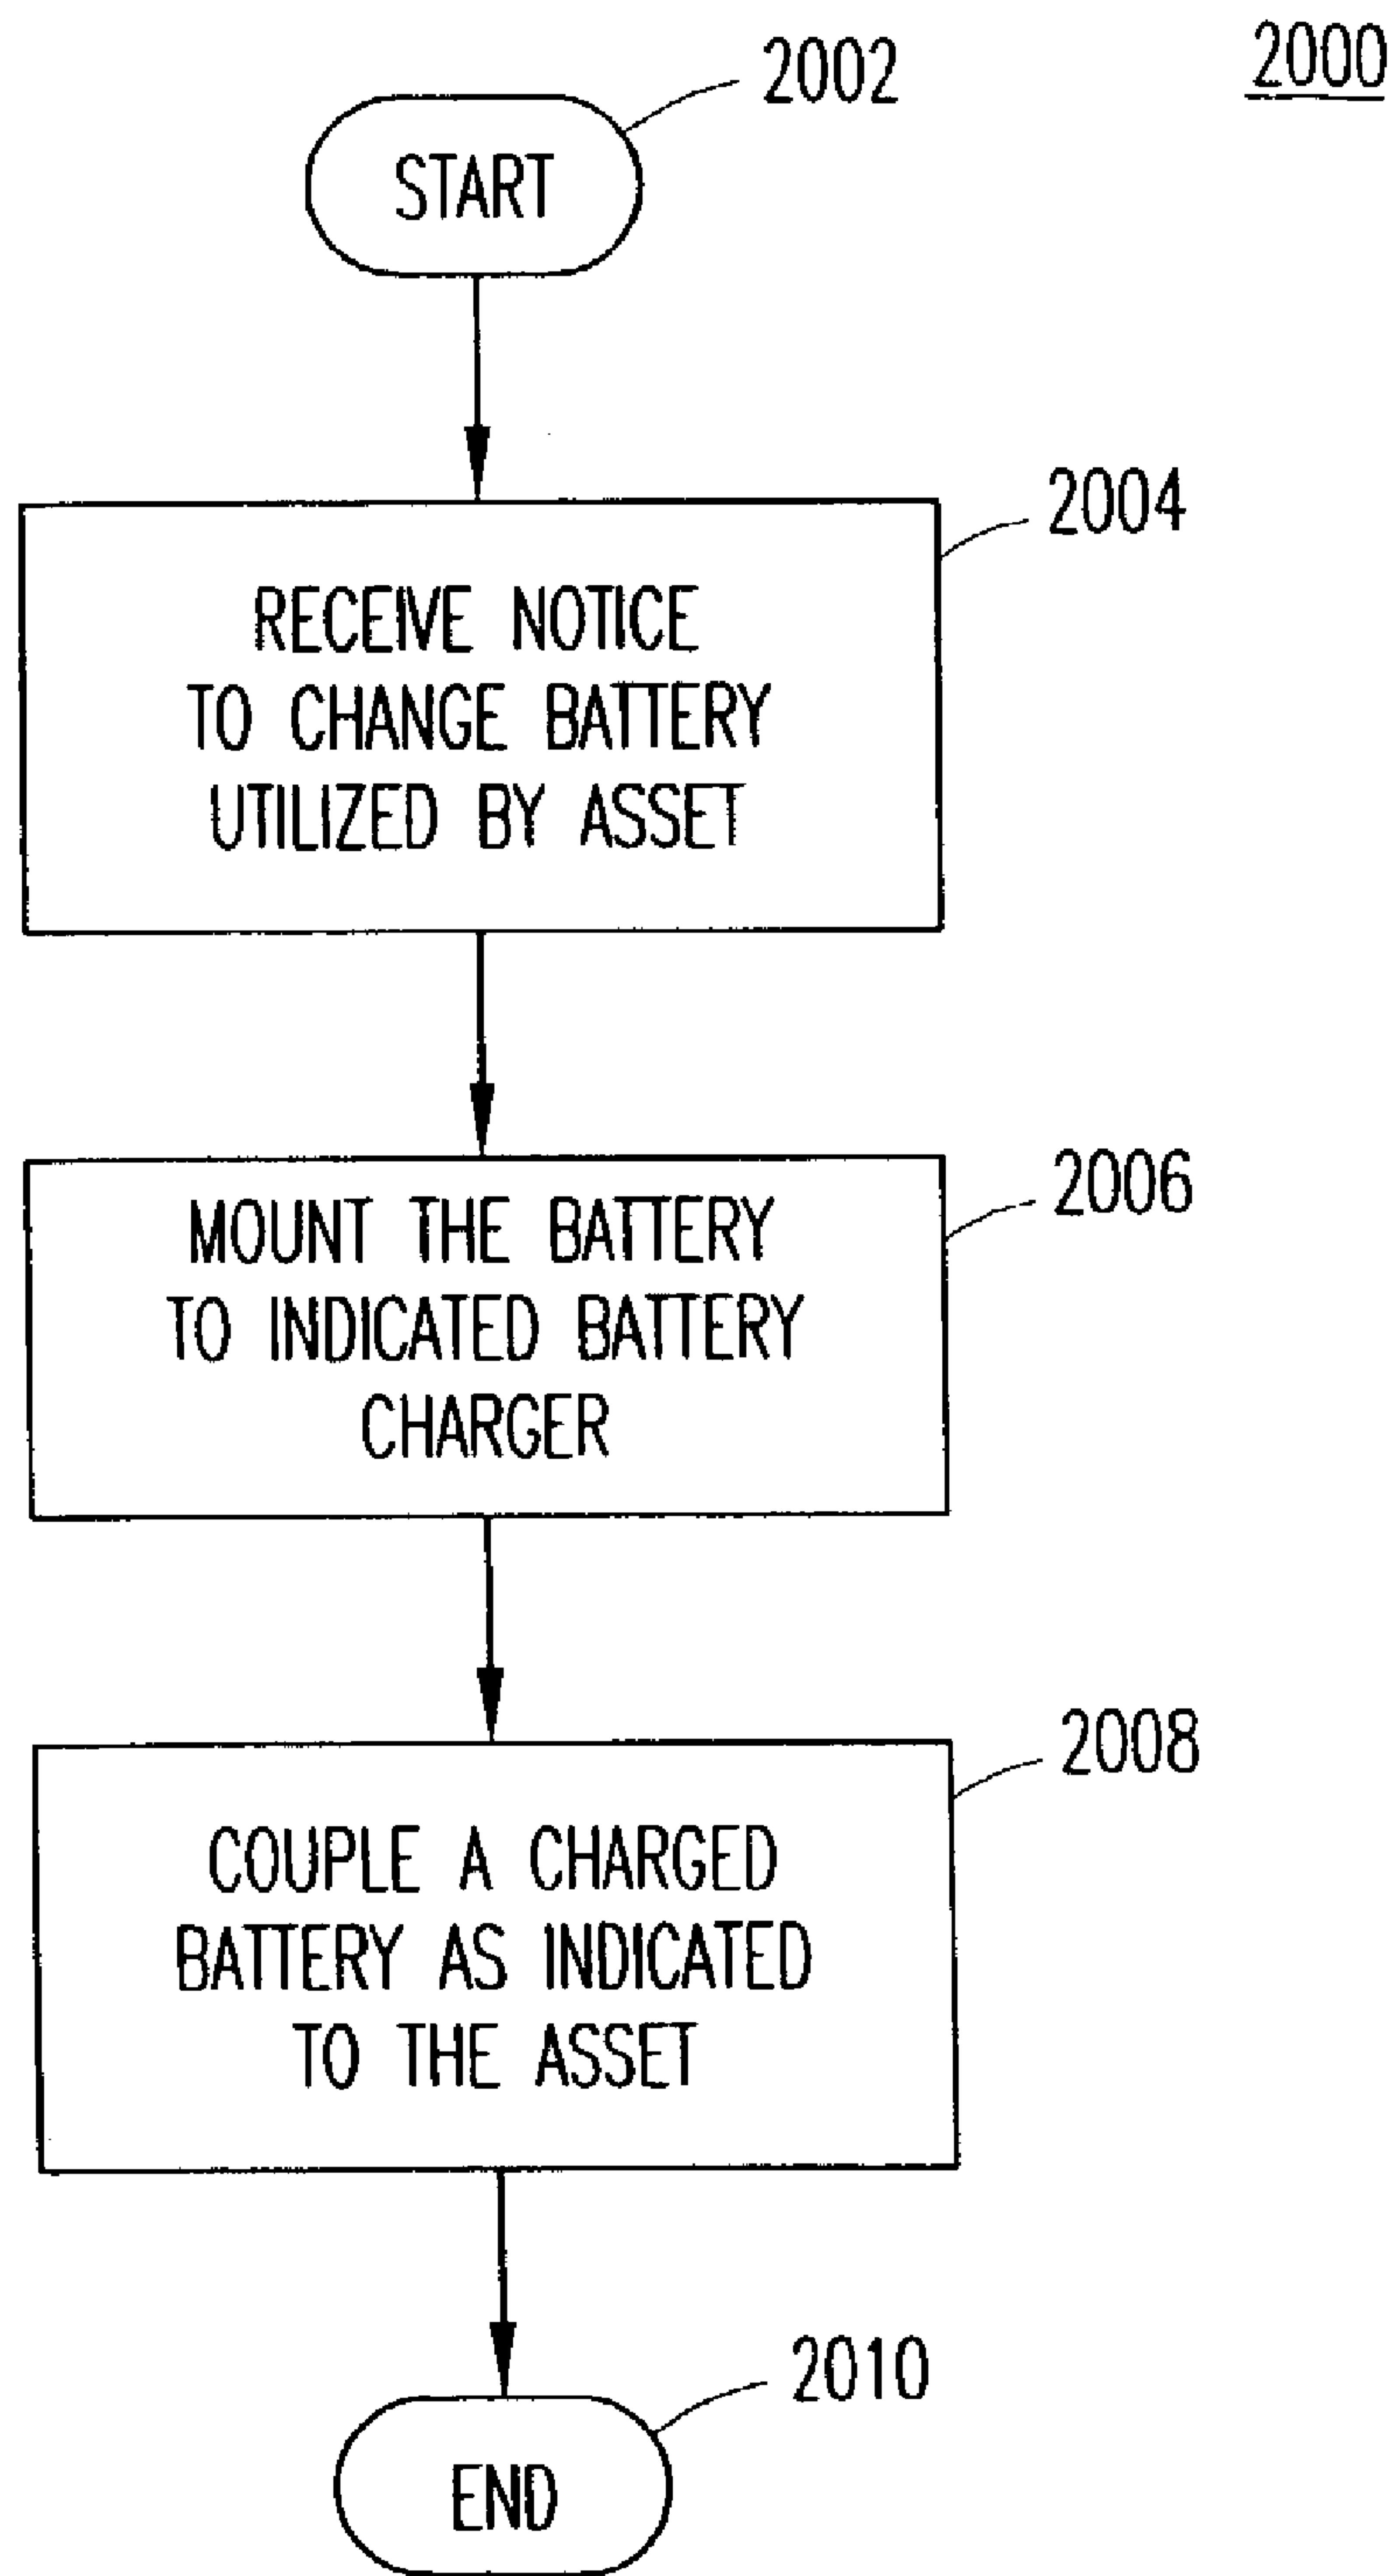 2000
2002
START
2004
RECEIVE NOTICE
TO CHANGE BATTERY
UTILIZED BY ASSET
2006
MOUNT THE BATTERY
TO INDICATED BATTERY
CHARGER
2008
COUPLE A CHARGED
BATTERY AS INDICATED
TO THE ASSET
2010
END